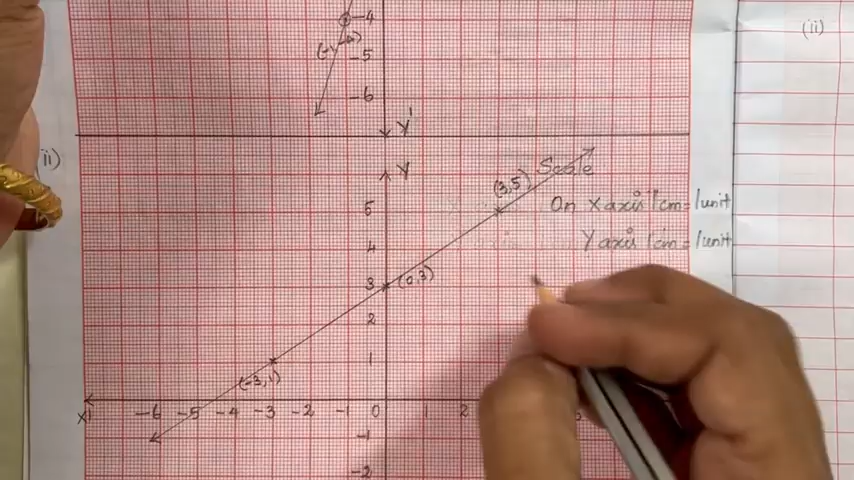 -4
(ii)
-5
-6
Y'
(ii)
Y
Scale
(3,5)
5
On X axis 1cm=1unit
4
Y axis 1cm=1unit
3
(0,3)
2
1
(-3,1)
X'
-6 -5 -4 -3 -2 -1 0 1 2
-1
-2